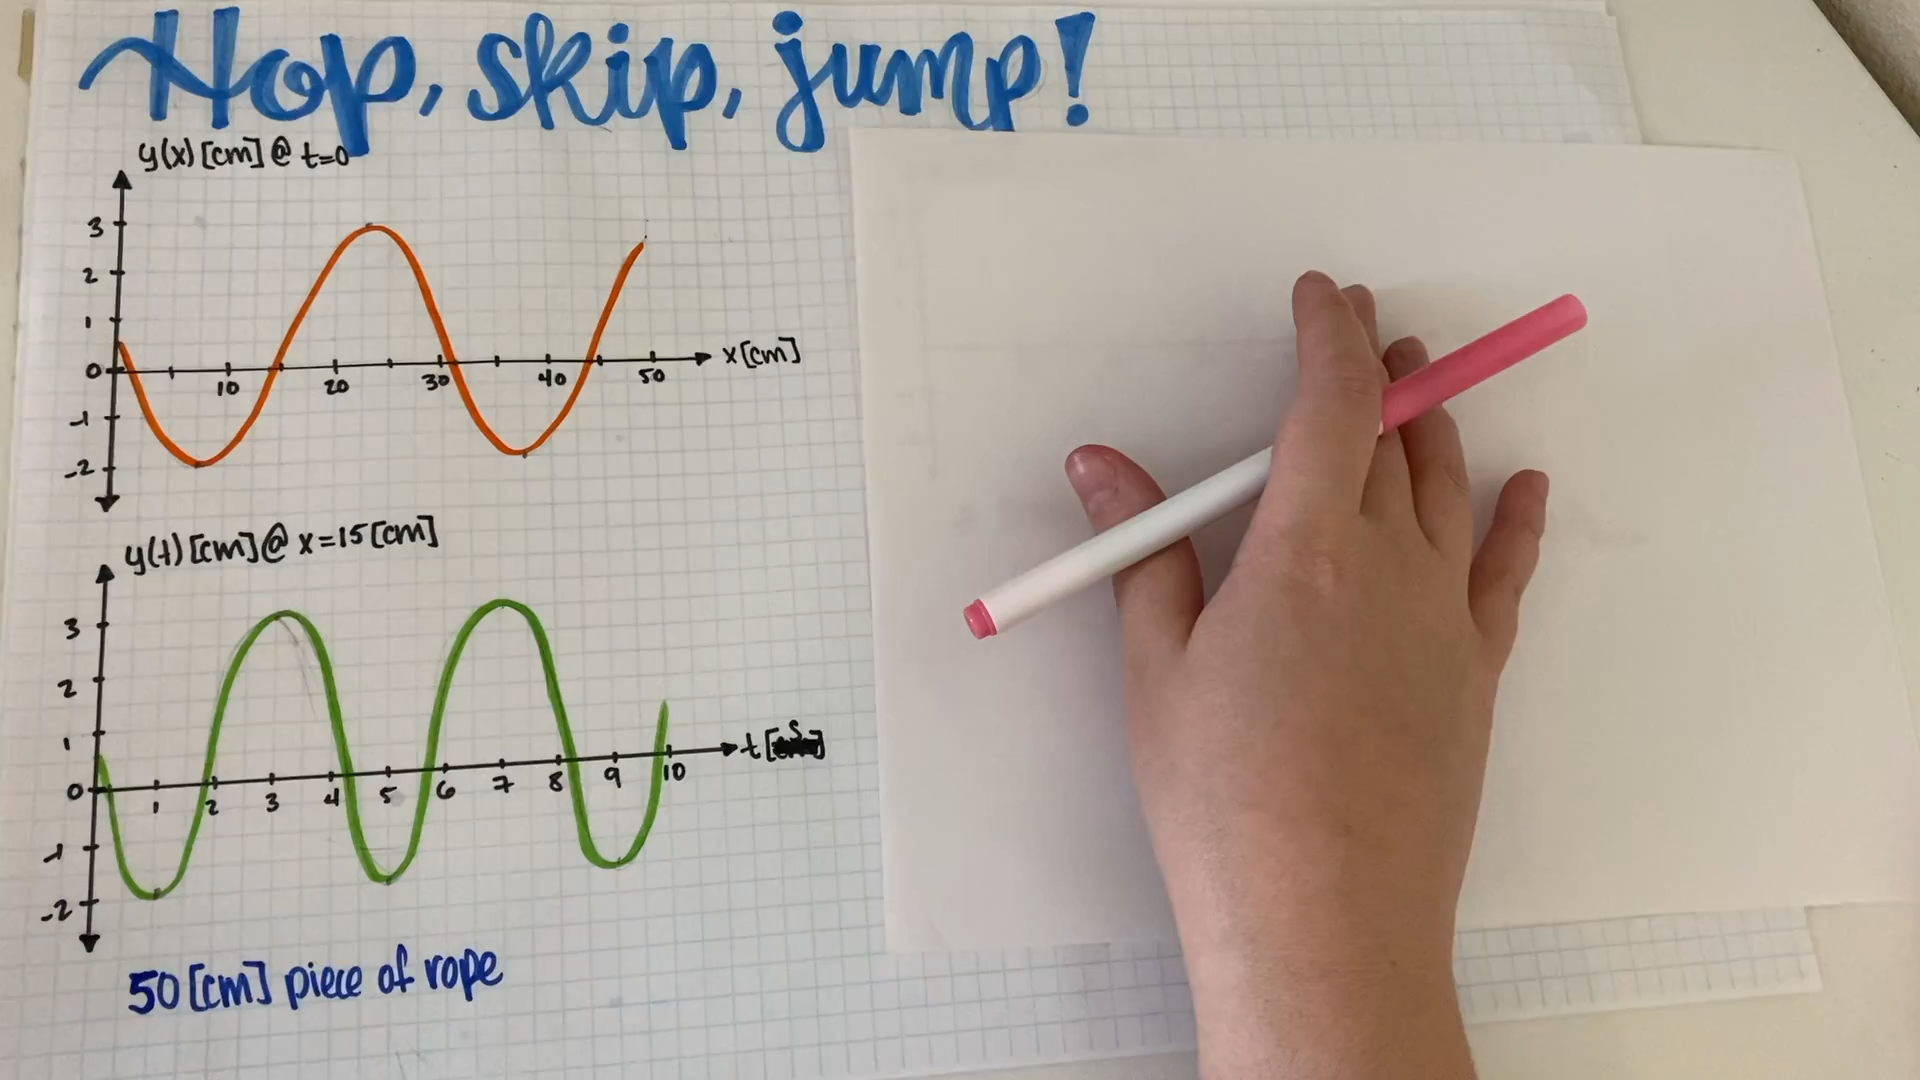 Hop, skip, jump!
y(x) [cm] @ t=0
3
2
1
0
-1
-2
10 20 30 40 50
x [cm]
y(t) [cm] @ x=15 [cm]
3
2
1
0
-1
-2
1 2 3 4 5 6 7 8 9 10
t [s]
50 [cm] piece of rope